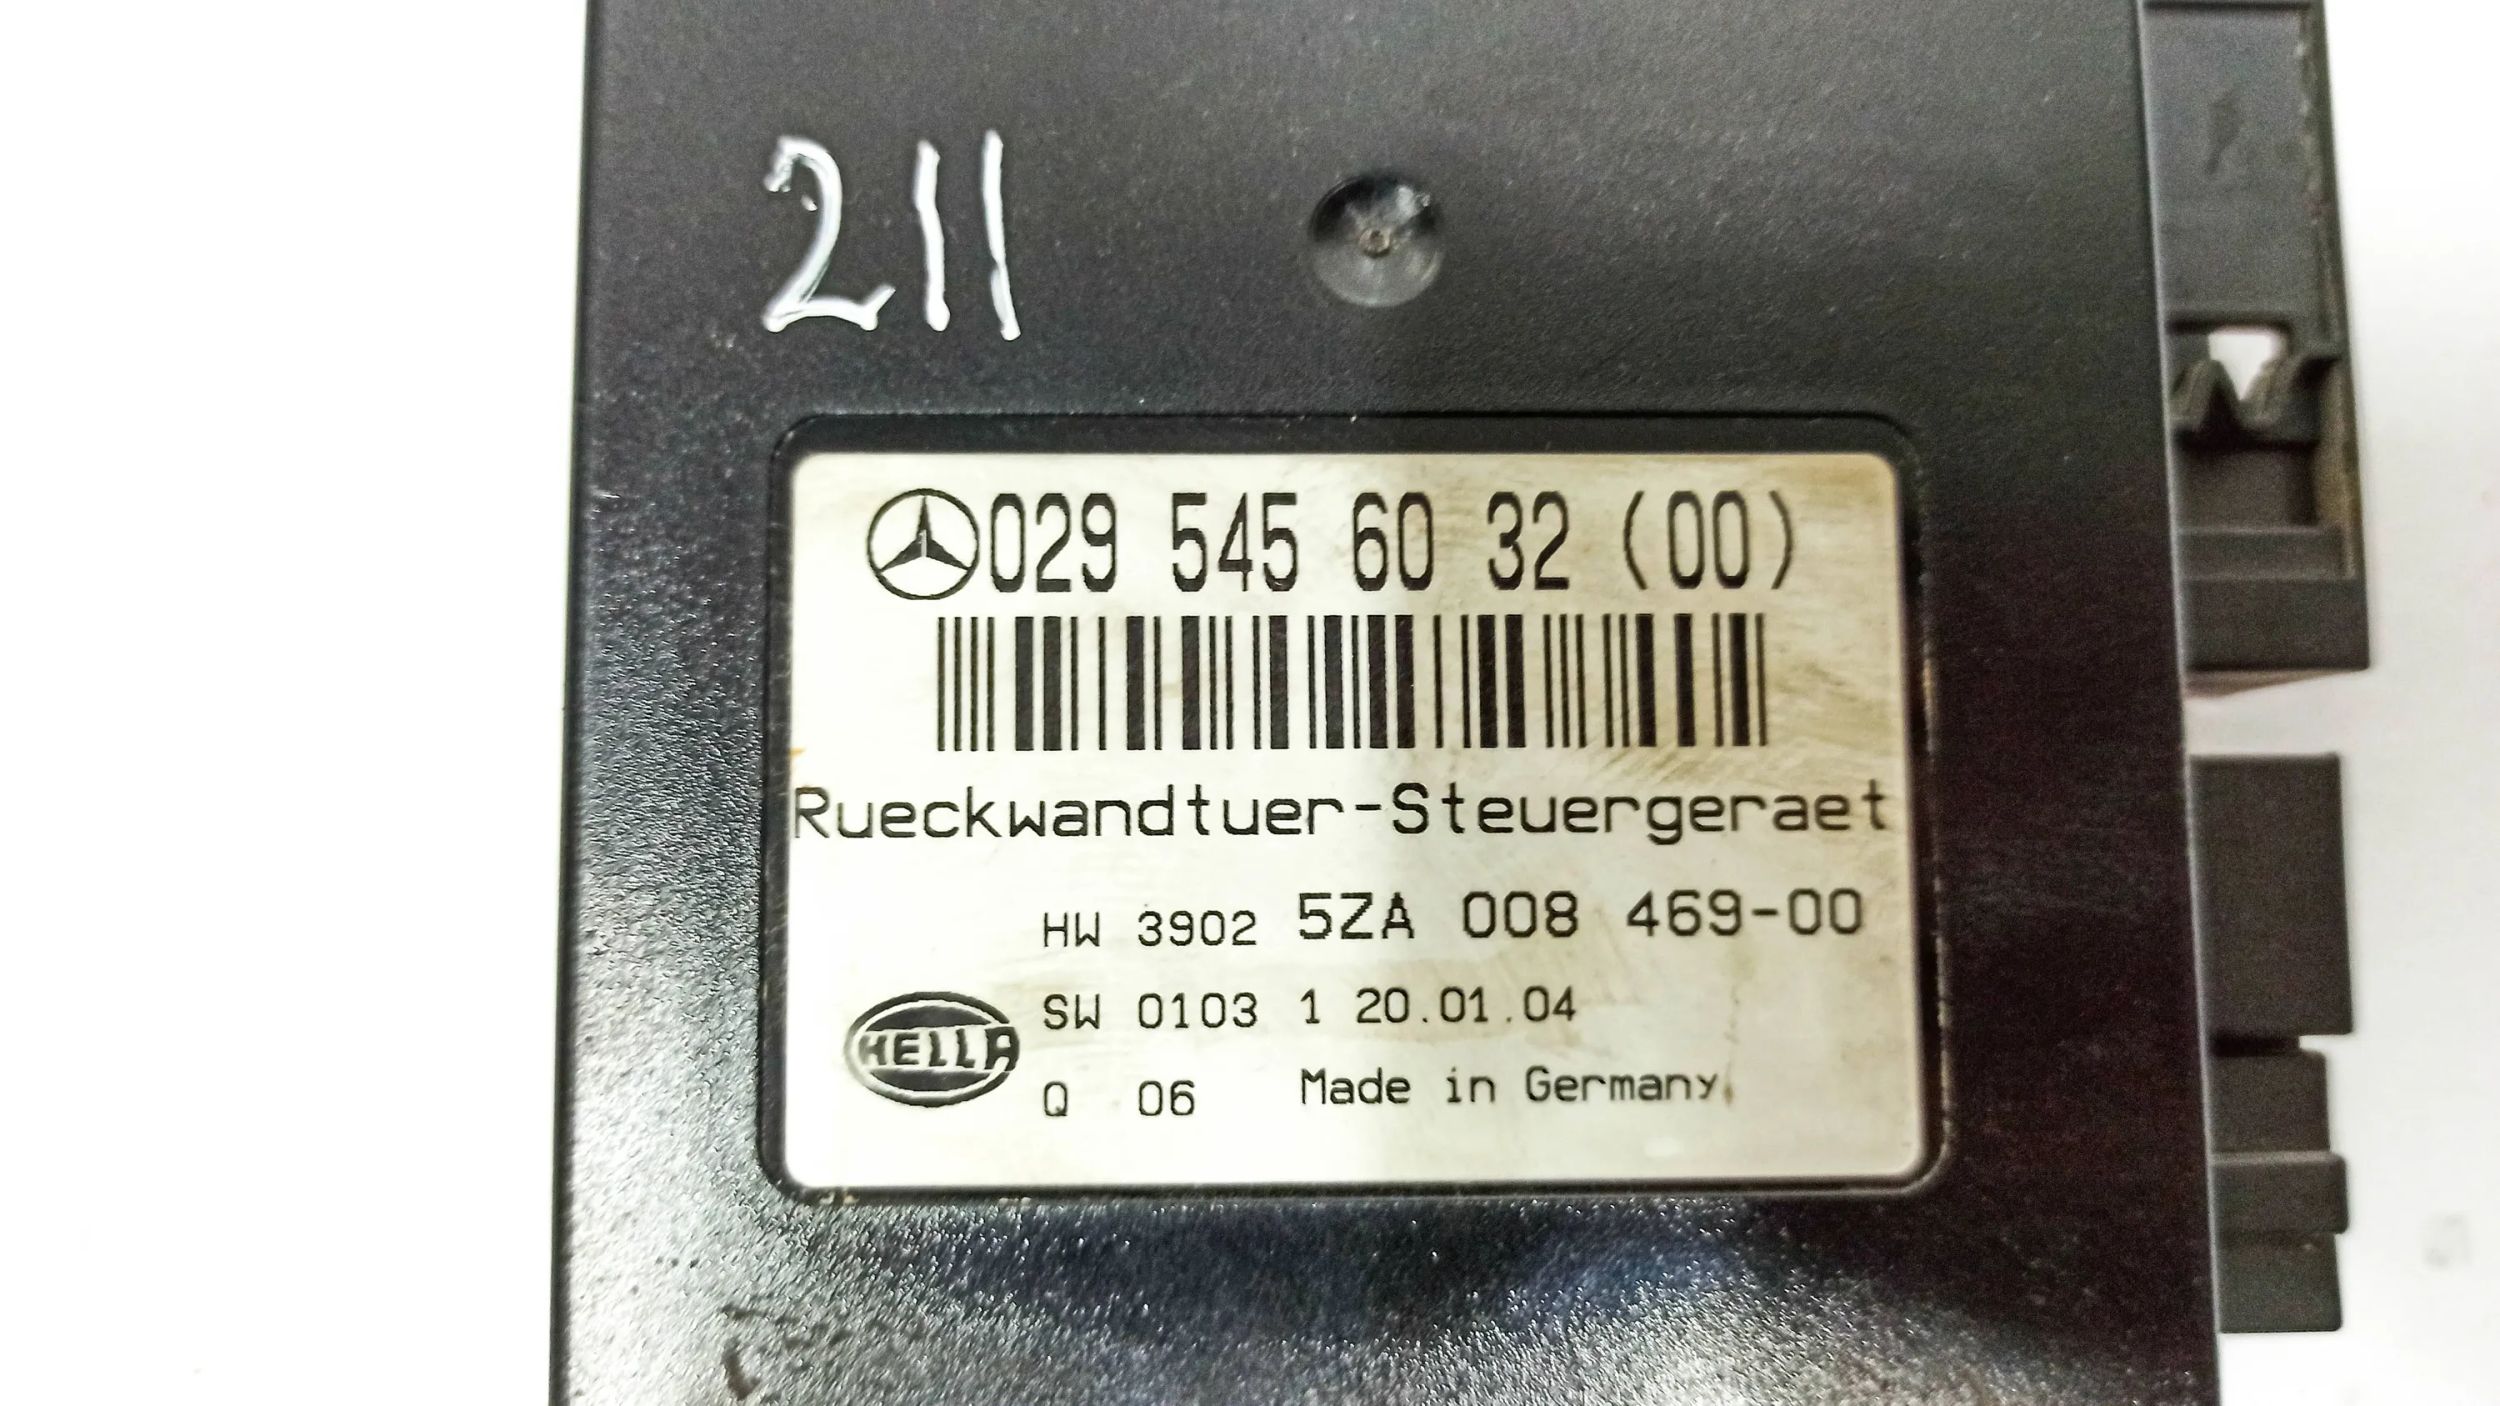 211
029 545 60 32 (00)
Rueckwandtuer-Steuergeraet
HW 3902 5ZA 008 469-00
SW 0103 1 20.01.04
HELLA
Q 06 Made in Germany